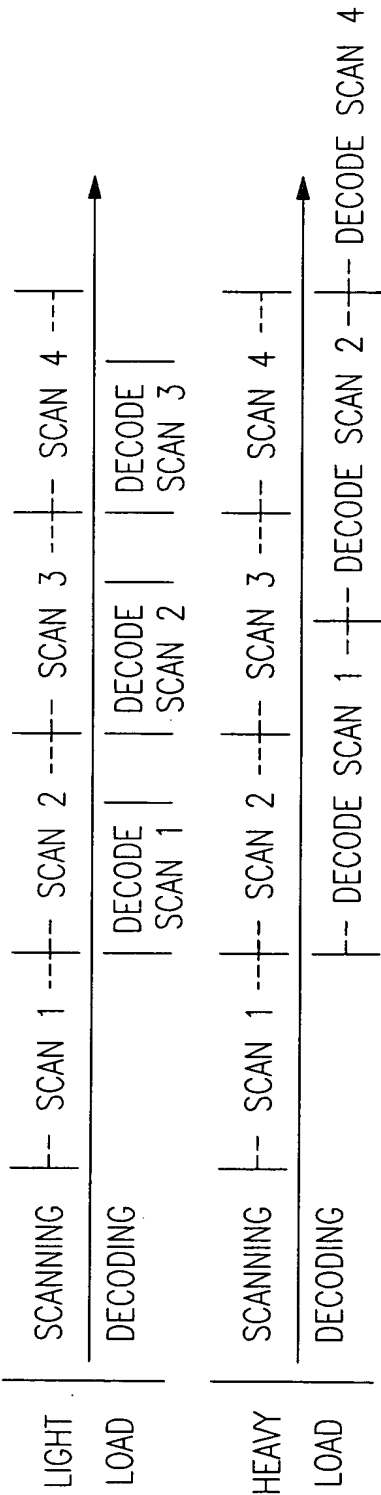 LIGHT
LOAD
SCANNING
SCAN 1
SCAN 2
SCAN 3
SCAN 4
DECODING
DECODE
SCAN 1
DECODE
SCAN 2
DECODE
SCAN 3
HEAVY
LOAD
SCANNING
SCAN 1
SCAN 2
SCAN 3
SCAN 4
DECODING
DECODE SCAN 1
DECODE SCAN 2
DECODE SCAN 4